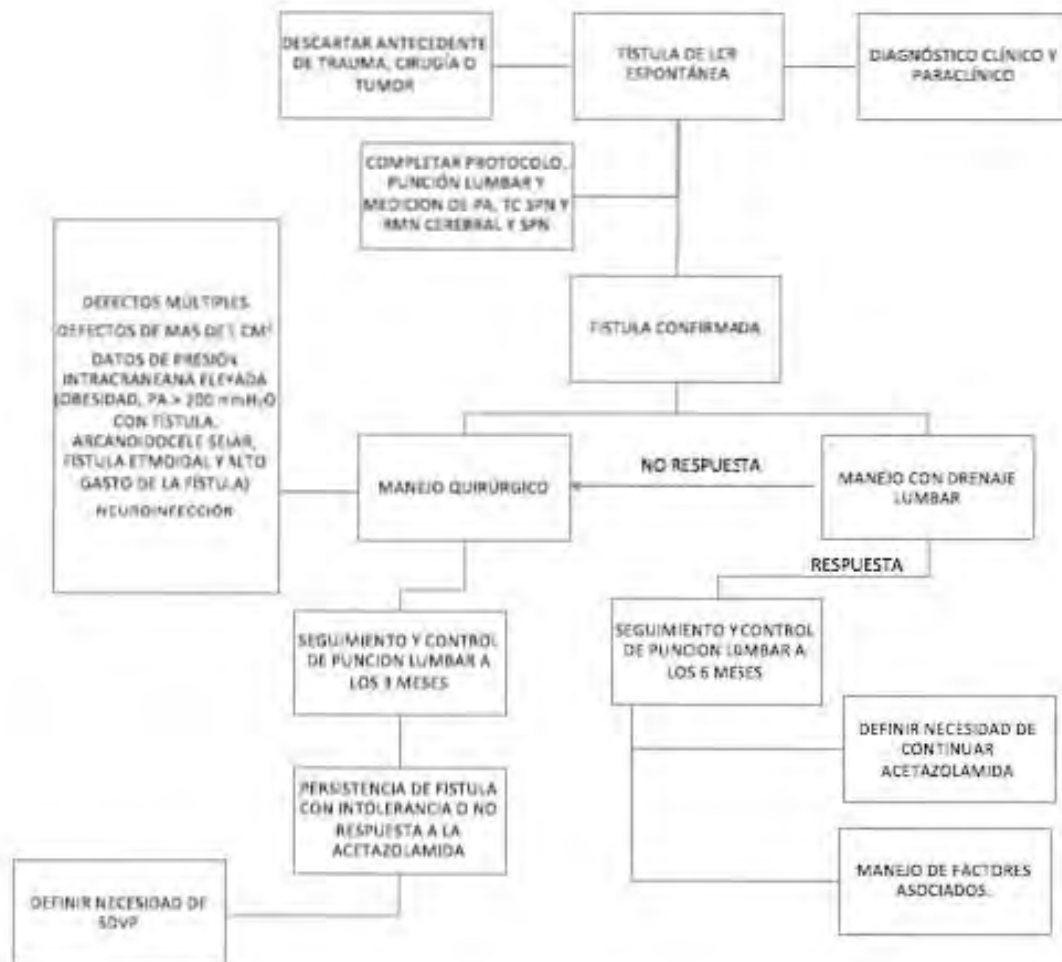 DESCARTAR ANTECEDENTE
DE TRAUMA, CIRUGÍA O
TUMOR
FÍSTULA DE LCR
ESPONTÁNEA
DIAGNÓSTICO CLÍNICO Y
PARACLÍNICO
COMPLETAR PROTOCOLO,
PUNCIÓN LUMBAR Y
MEDICION DE PA, TC SPN Y
RMN CEREBRAL Y SPN
DEFECTOS MÚLTIPLES
DEFECTOS DE MAS DE 1 CM²
DATOS DE PRESIÓN
INTRACRANEANA ELEVADA
(OBESIDAD, PA > 200 mmH₂O
CON FÍSTULA,
ARCANOIDOCELE SELAR,
FÍSTULA ETMOIDAL Y ALTO
GASTO DE LA FÍSTULA)
NEUROINFECCIÓN
FISTULA CONFIRMADA
MANEJO QUIRÚRGICO
NO RESPUESTA
MANEJO CON DRENAJE
LUMBAR
RESPUESTA
SEGUIMIENTO Y CONTROL
DE PUNCION LUMBAR A
LOS 3 MESES
SEGUIMIENTO Y CONTROL
DE PUNCION LUMBAR A
LOS 6 MESES
PERSISTENCIA DE FISTULA
CON INTOLERANCIA O NO
RESPUESTA A LA
ACETAZOLAMIDA
DEFINIR NECESIDAD DE
CONTINUAR
ACETAZOLAMIDA
MANEJO DE FACTORES
ASOCIADOS.
DEFINIR NECESIDAD DE
SDVP